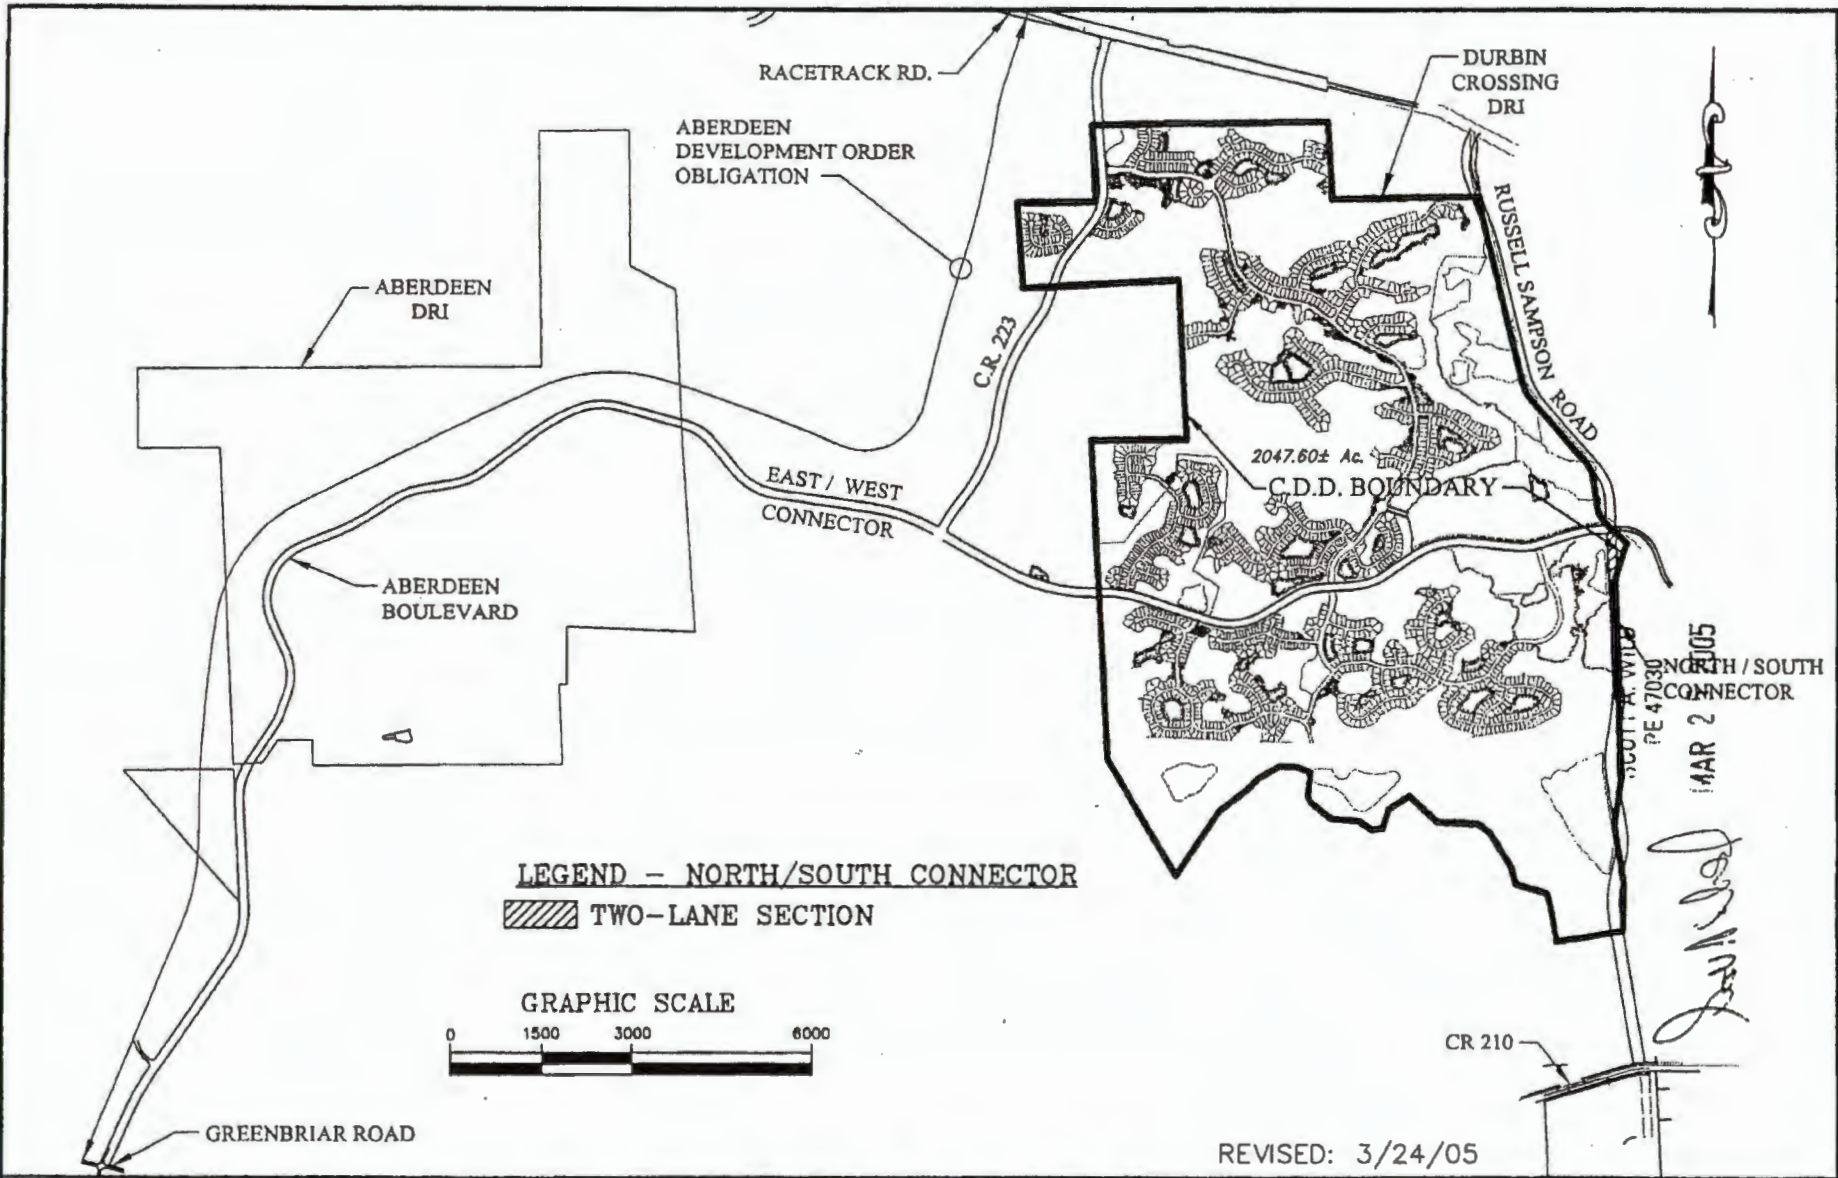 RACETRACK RD.
DURBIN
CROSSING
DRI
ABERDEEN
DEVELOPMENT ORDER
OBLIGATION
ABERDEEN
DRI
C.R. 223
RUSSELL SAMPSON ROAD
2047.60± Ac.
C.D.D. BOUNDARY
EAST / WEST
CONNECTOR
ABERDEEN
BOULEVARD
NORTH / SOUTH
CONNECTOR
SCOTT A. WILD
PE 47030
MAR 2 2005
LEGEND - NORTH/SOUTH CONNECTOR
TWO-LANE SECTION
GRAPHIC SCALE
0 1500 3000 6000
CR 210
GREENBRIAR ROAD
REVISED: 3/24/05